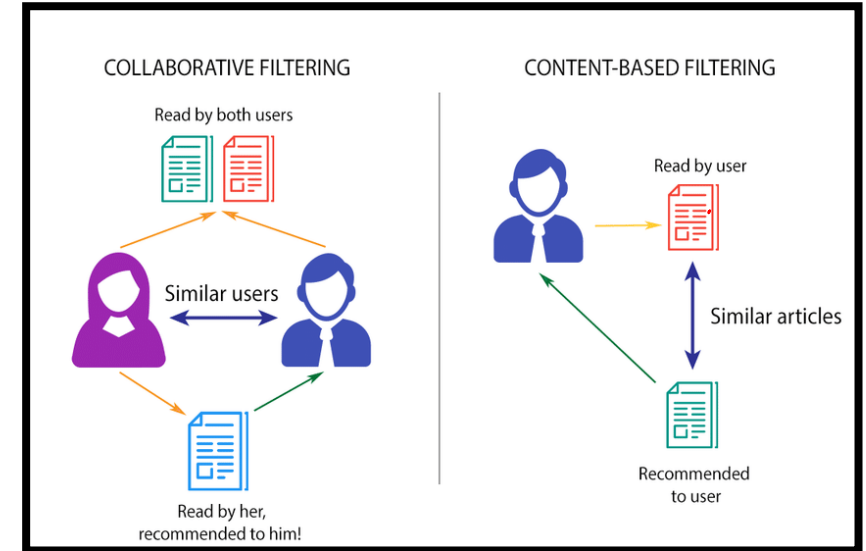 COLLABORATIVE FILTERING
Read by both users
Similar users
Read by her,
recommended to him!
CONTENT-BASED FILTERING
Read by user
Similar articles
Recommended
to user